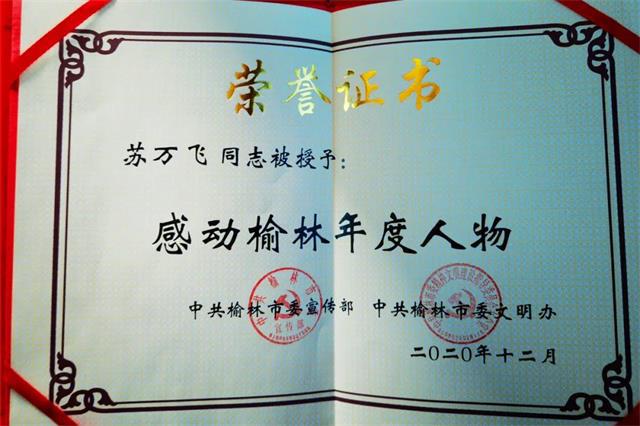 荣誉证书
苏万飞 同志被授予：
感动榆林年度人物
中共榆林市委宣传部 中共榆林市委文明办
二〇二〇年十二月